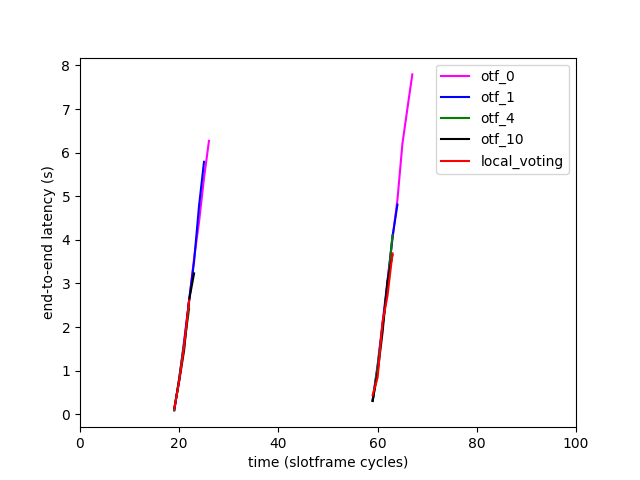 8
7
6
5
4
3
2
1
0
end-to-end latency (s)
otf_0
otf_1
otf_4
otf_10
local_voting
0 20 40 60 80 100
time (slotframe cycles)